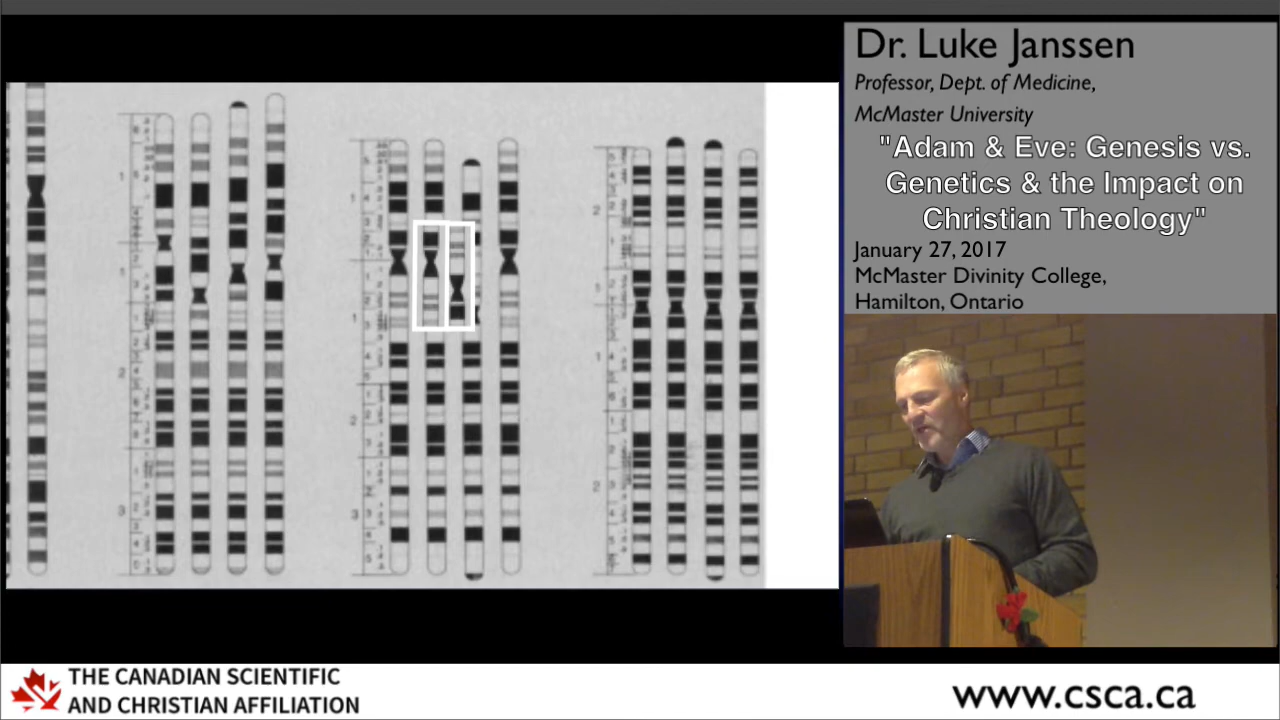 Dr. Luke Janssen
Professor, Dept. of Medicine,
McMaster University
"Adam & Eve: Genesis vs.
Genetics & the Impact on
Christian Theology"
January 27, 2017
McMaster Divinity College,
Hamilton, Ontario
THE CANADIAN SCIENTIFIC
AND CHRISTIAN AFFILIATION
www.csca.ca